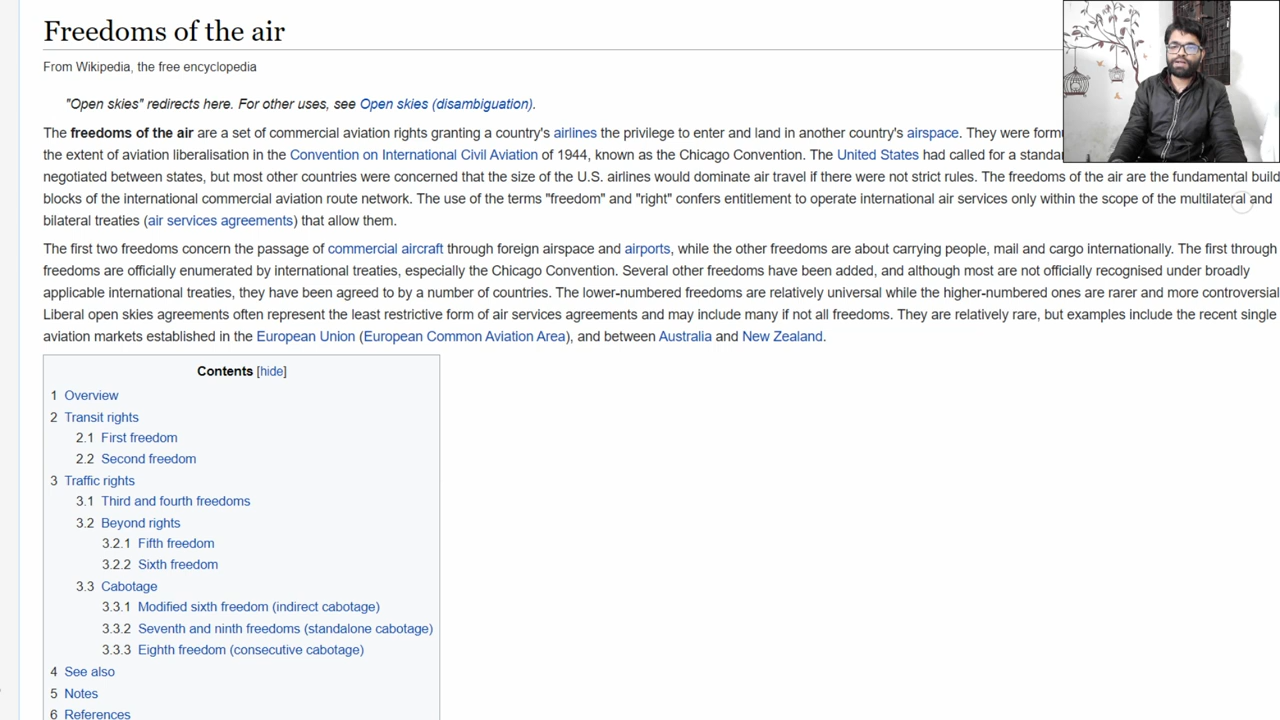 Freedoms of the air
From Wikipedia, the free encyclopedia
"Open skies" redirects here. For other uses, see Open skies (disambiguation).
The freedoms of the air are a set of commercial aviation rights granting a country's airlines the privilege to enter and land in another country's airspace. They were
the extent of aviation liberalisation in the Convention on International Civil Aviation of 1944, known as the Chicago Convention. The United States had called for a
negotiated between states, but most other countries were concerned that the size of the U.S. airlines would dominate air travel if there were not strict rules. The freedoms of the air are the fundamental build
blocks of the international commercial aviation route network. The use of the terms "freedom" and "right" confers entitlement to operate international air services only within the scope of the multilateral and
bilateral treaties (air services agreements) that allow them.
The first two freedoms concern the passage of commercial aircraft through foreign airspace and airports, while the other freedoms are about carrying people, mail and cargo internationally. The first through
freedoms are officially enumerated by international treaties, especially the Chicago Convention. Several other freedoms have been added, and although most are not officially recognised under broadly
applicable international treaties, they have been agreed to by a number of countries. The lower-numbered freedoms are relatively universal while the higher-numbered ones are rarer and more controversial
Liberal open skies agreements often represent the least restrictive form of air services agreements and may include many if not all freedoms. They are relatively rare, but examples include the recent single
aviation markets established in the European Union (European Common Aviation Area), and between Australia and New Zealand.
Contents [hide]
1 Overview
2 Transit rights
2.1 First freedom
2.2 Second freedom
3 Traffic rights
3.1 Third and fourth freedoms
3.2 Beyond rights
3.2.1 Fifth freedom
3.2.2 Sixth freedom
3.3 Cabotage
3.3.1 Modified sixth freedom (indirect cabotage)
3.3.2 Seventh and ninth freedoms (standalone cabotage)
3.3.3 Eighth freedom (consecutive cabotage)
4 See also
5 Notes
6 References